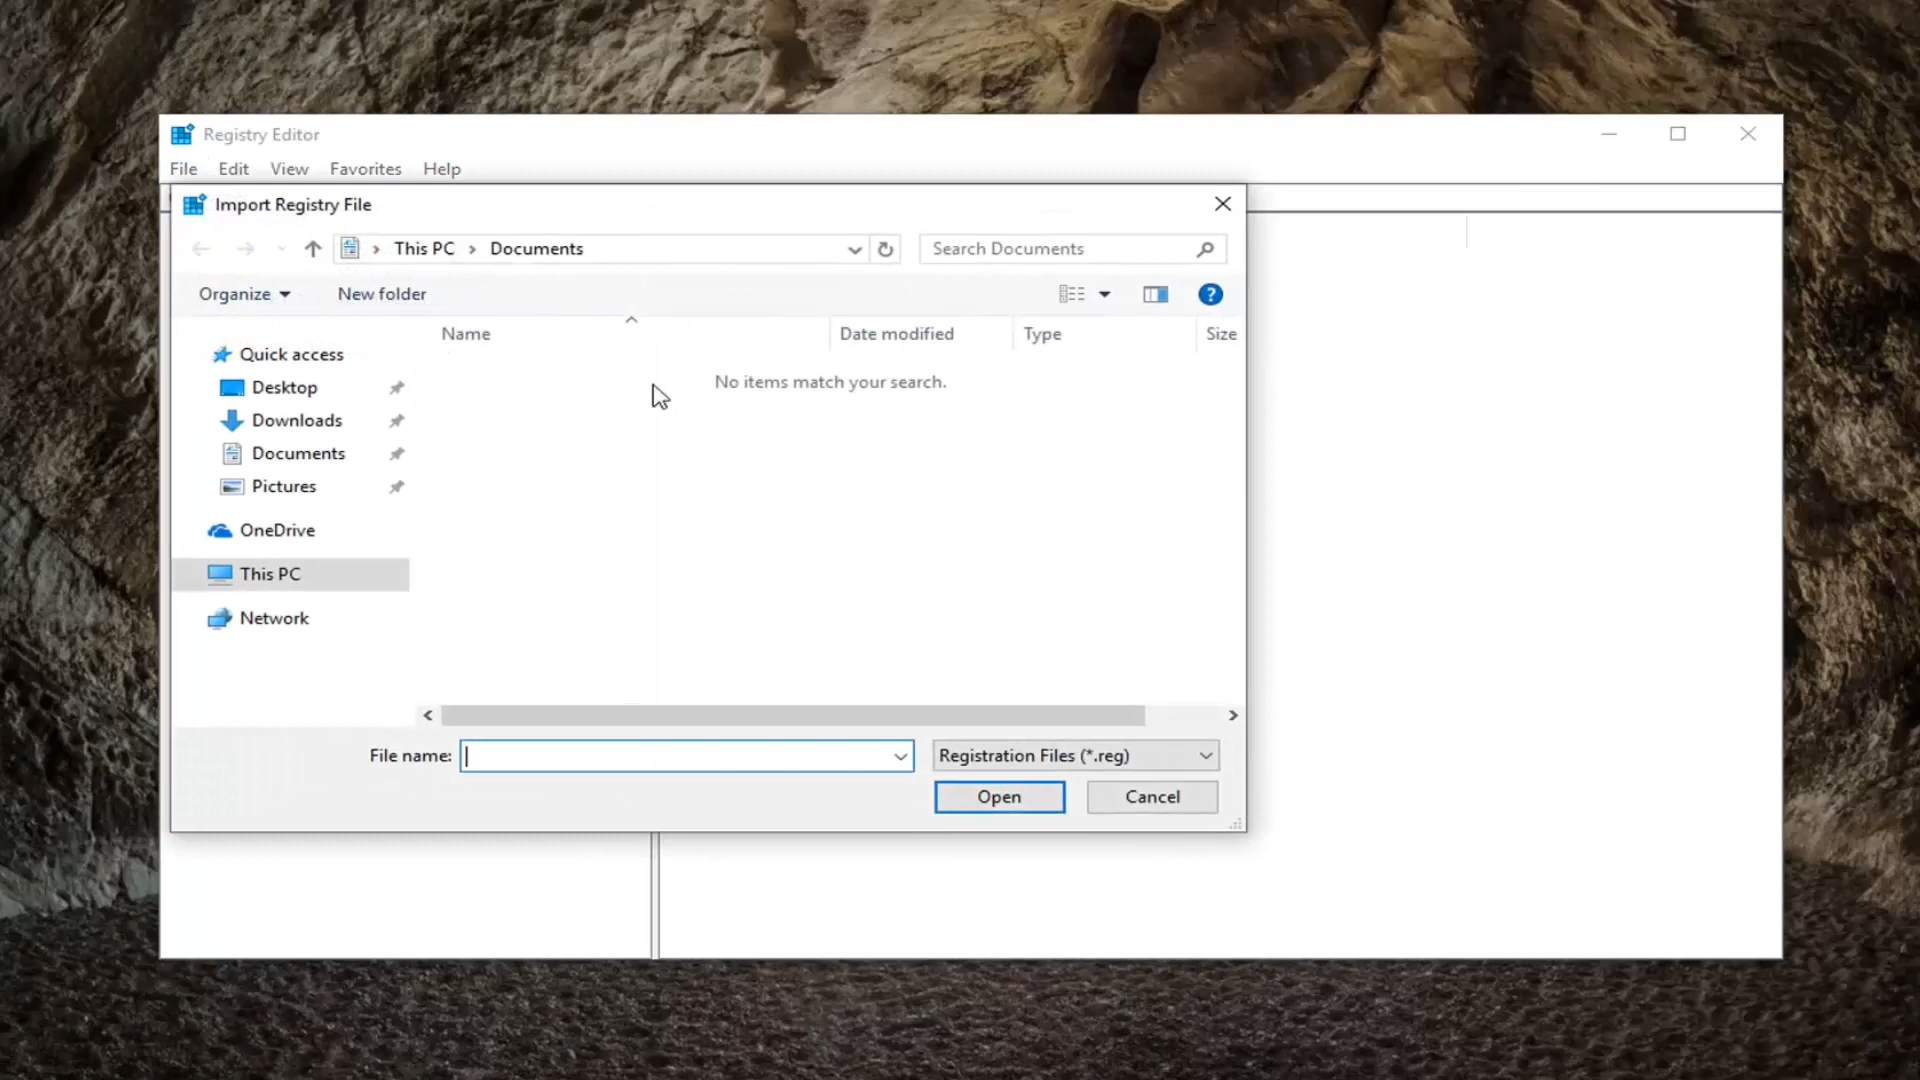 Registry Editor
File Edit View Favorites Help
Import Registry File
This PC Documents
Search Documents
Organize New folder
Name Date modified Type Size
No items match your search.
Quick access
Desktop
Downloads
Documents
Pictures
OneDrive
This PC
Network
File name:
Registration Files (*.reg)
Open Cancel